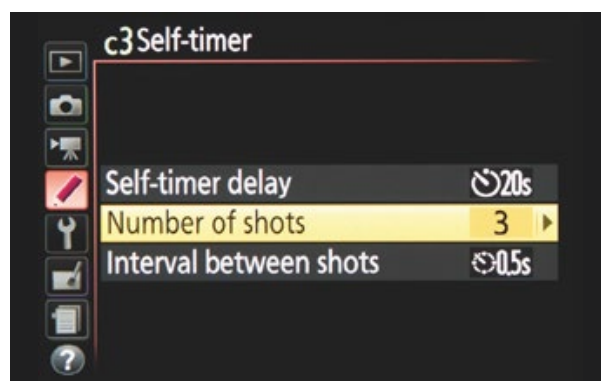 c3 Self-timer
Self-timer delay 20s
Number of shots 3
Interval between shots 0.5s
?